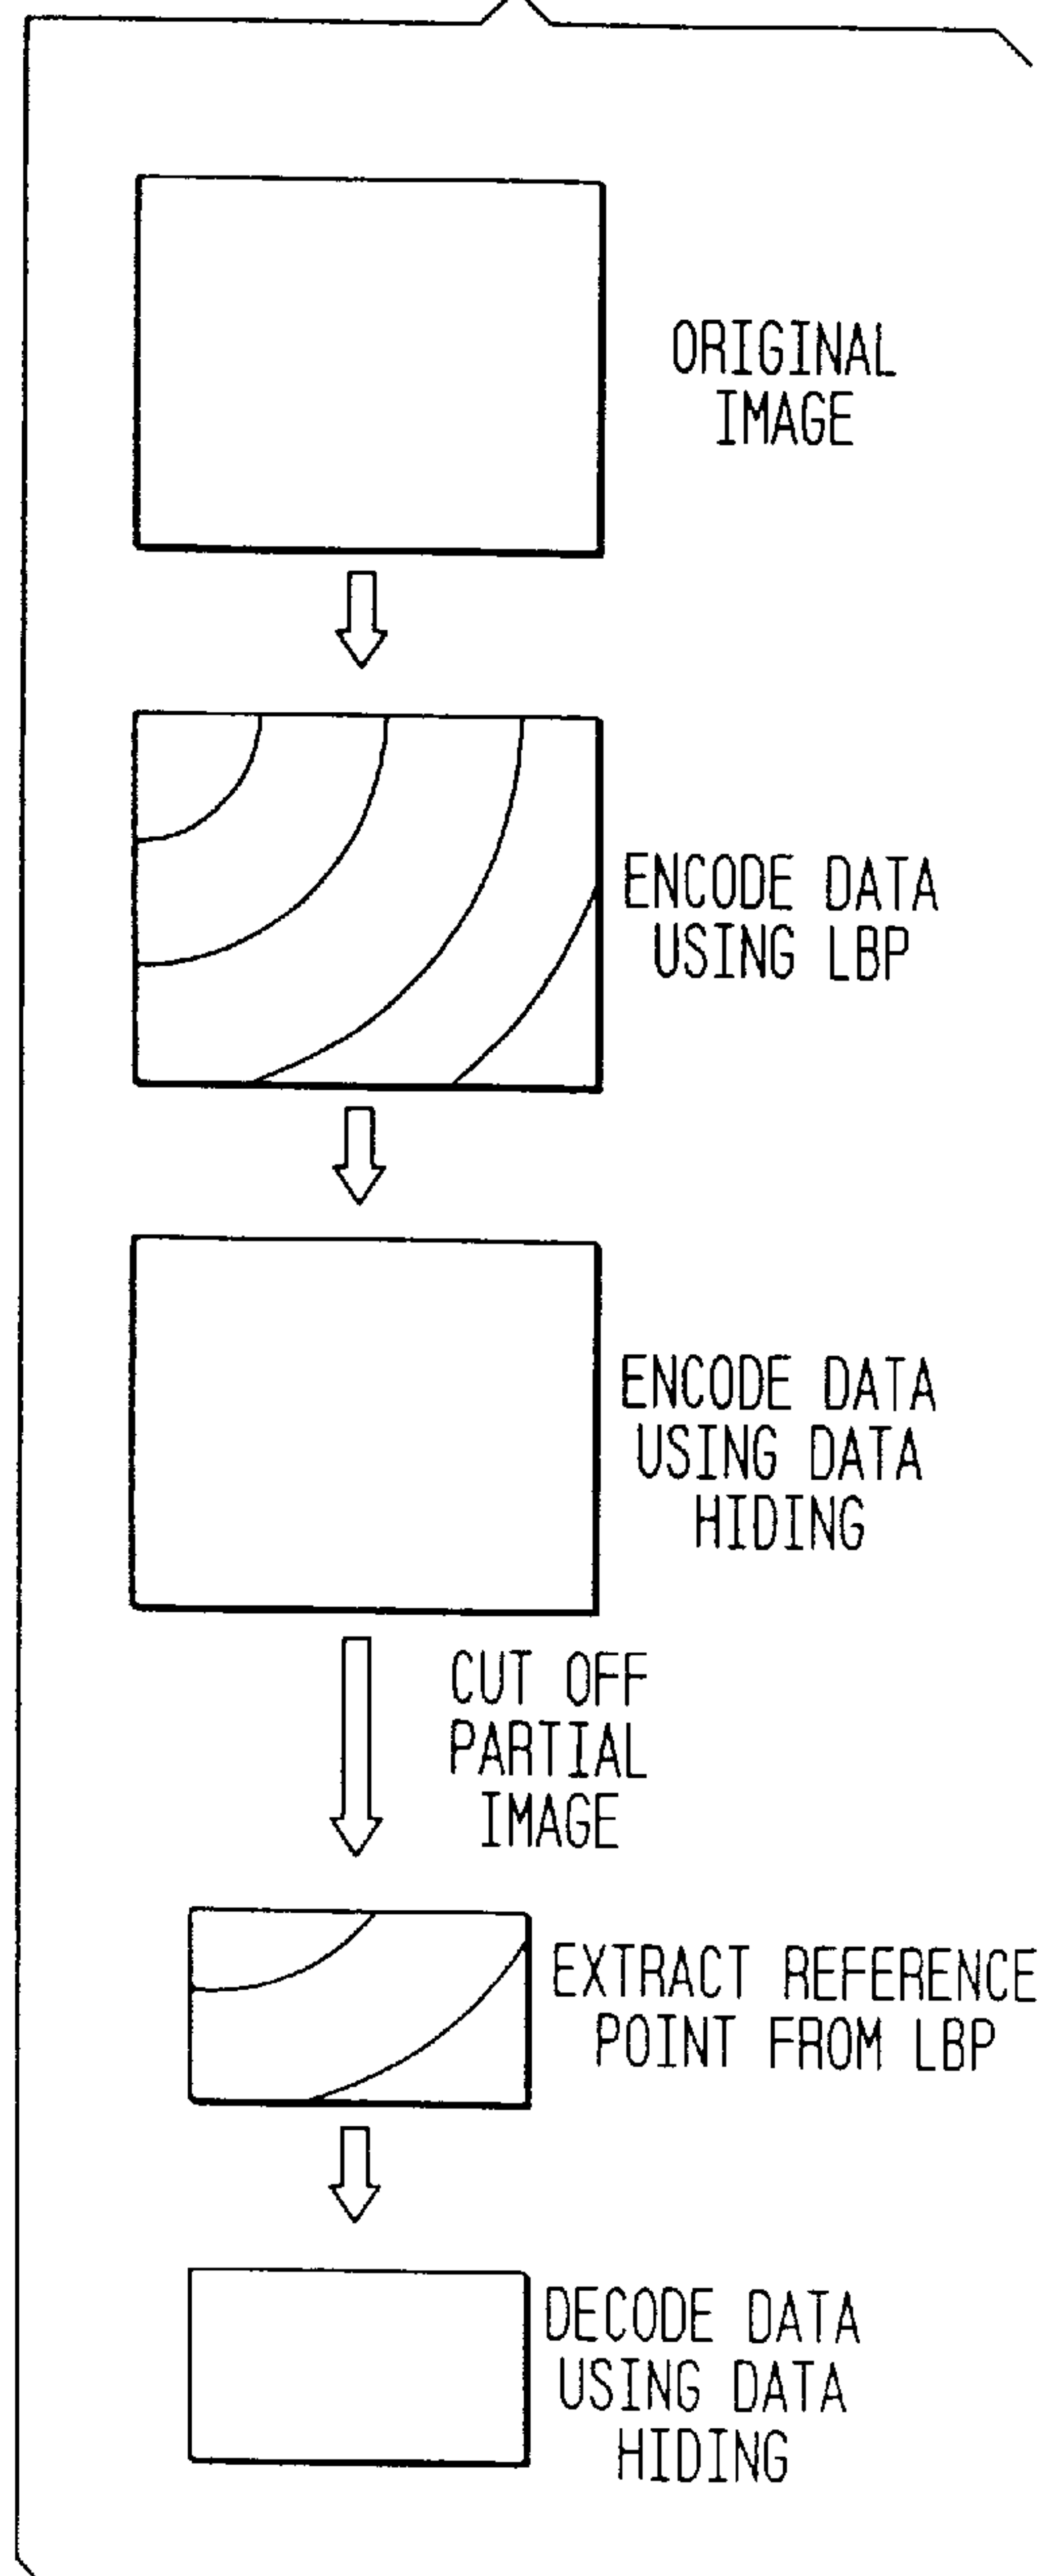 ORIGINAL
IMAGE
ENCODE DATA
USING LBP
ENCODE DATA
USING DATA
HIDING
CUT OFF
PARTIAL
IMAGE
EXTRACT REFERENCE
POINT FROM LBP
DECODE DATA
USING DATA
HIDING